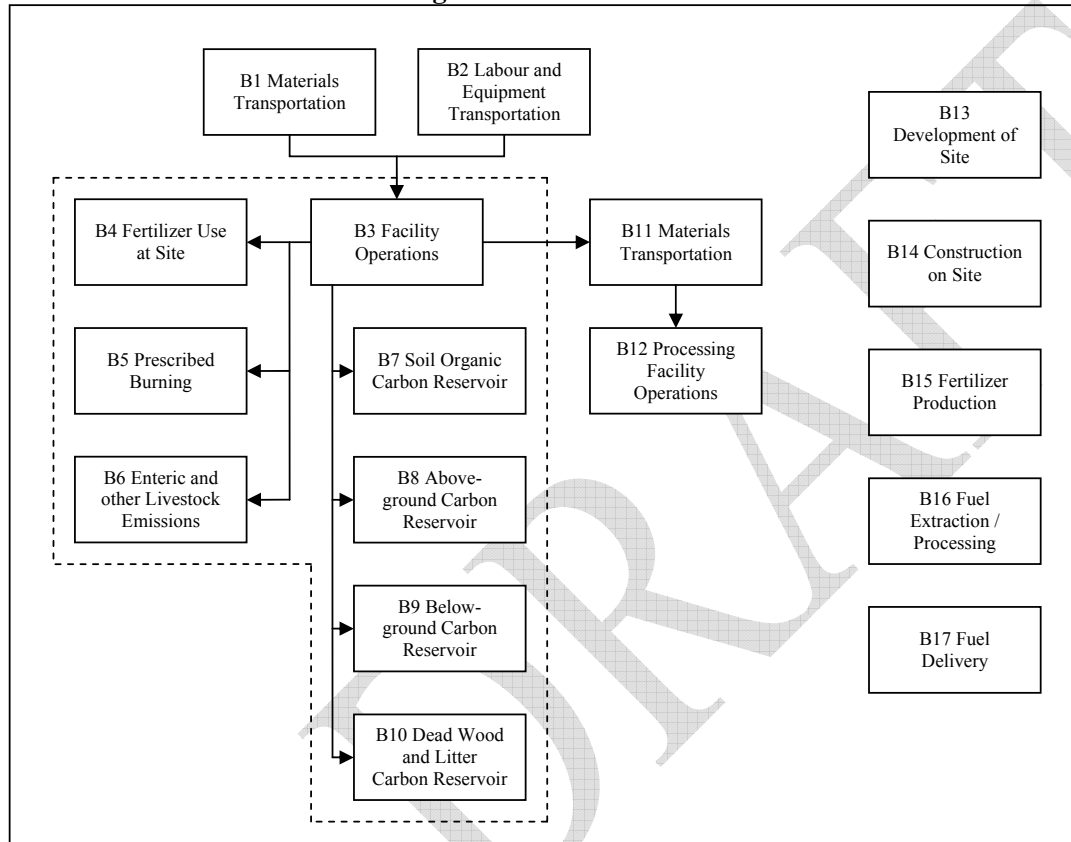 B1 Materials
Transportation
B2 Labour and
Equipment
Transportation
B13
Development of
Site
B4 Fertilizer Use
at Site
B3 Facility
Operations
B11 Materials
Transportation
B14 Construction
on Site
B5 Prescribed
Burning
B7 Soil Organic
Carbon Reservoir
B12 Processing
Facility
Operations
B15 Fertilizer
Production
B6 Enteric and
other Livestock
Emissions
B8 Above-
ground Carbon
Reservoir
B16 Fuel
Extraction /
Processing
B9 Below-
ground Carbon
Reservoir
B17 Fuel
Delivery
B10 Dead Wood
and Litter
Carbon Reservoir
DRAFT